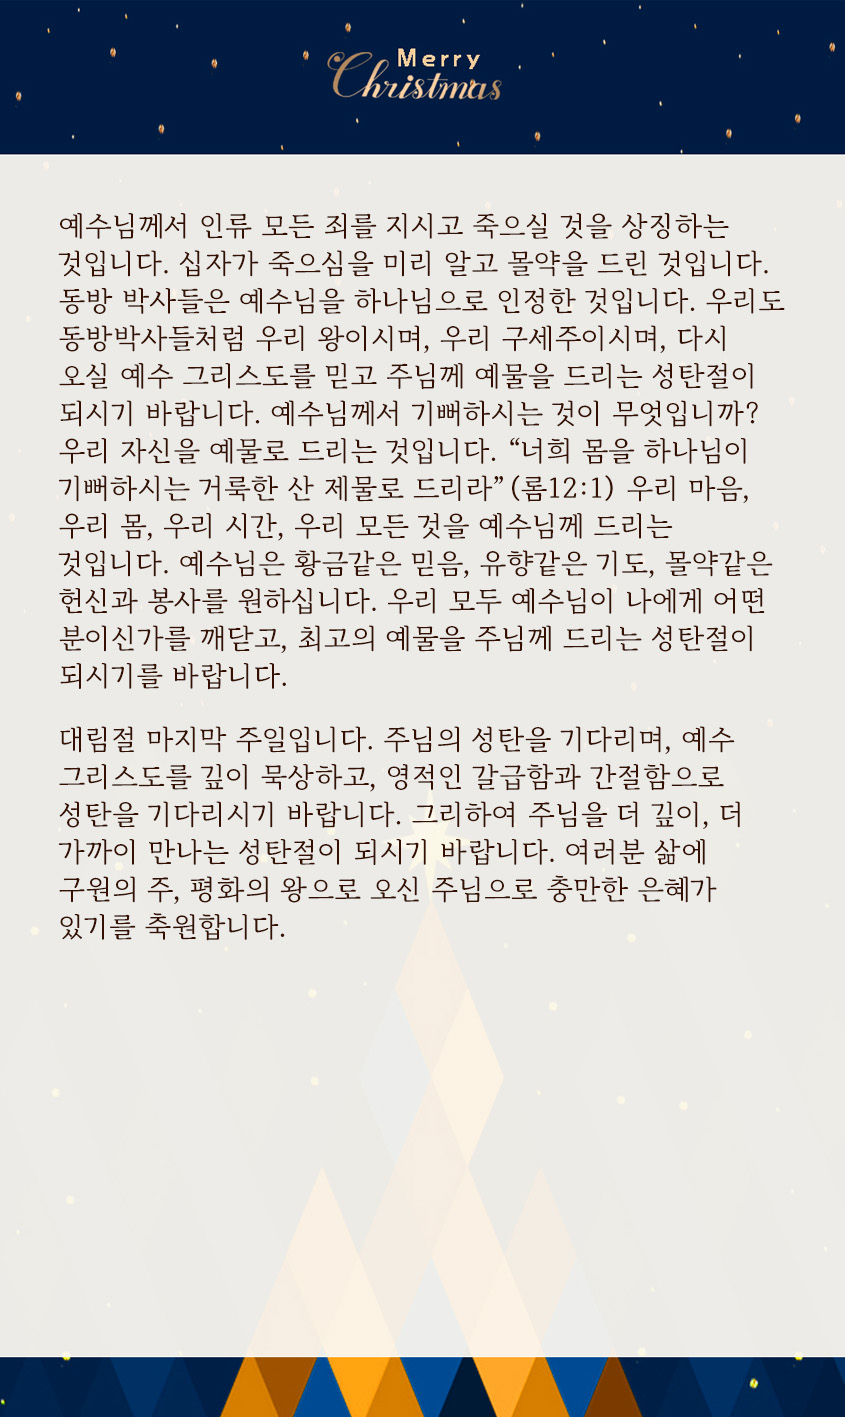 Merry
Christmas
예수님께서 인류 모든 죄를 지시고 죽으실 것을 상징하는
것입니다. 십자가 죽으심을 미리 알고 몰약을 드린 것입니다.
동방 박사들은 예수님을 하나님으로 인정한 것입니다. 우리도
동방박사들처럼 우리 왕이시며, 우리 구세주이시며, 다시
오실 예수 그리스도를 믿고 주님께 예물을 드리는 성탄절이
되시기 바랍니다. 예수님께서 기뻐하시는 것이 무엇입니까?
우리 자신을 예물로 드리는 것입니다. “너희 몸을 하나님이
기뻐하시는 거룩한 산 제물로 드리라”(롬12:1) 우리 마음,
우리 몸, 우리 시간, 우리 모든 것을 예수님께 드리는
것입니다. 예수님은 황금같은 믿음, 유향같은 기도, 몰약같은
헌신과 봉사를 원하십니다. 우리 모두 예수님이 나에게 어떤
분이신가를 깨닫고, 최고의 예물을 주님께 드리는 성탄절이
되시기를 바랍니다.
대림절 마지막 주일입니다. 주님의 성탄을 기다리며, 예수
그리스도를 깊이 묵상하고, 영적인 갈급함과 간절함으로
성탄을 기다리시기 바랍니다. 그리하여 주님을 더 깊이, 더
가까이 만나는 성탄절이 되시기 바랍니다. 여러분 삶에
구원의 주, 평화의 왕으로 오신 주님으로 충만한 은혜가
있기를 축원합니다.